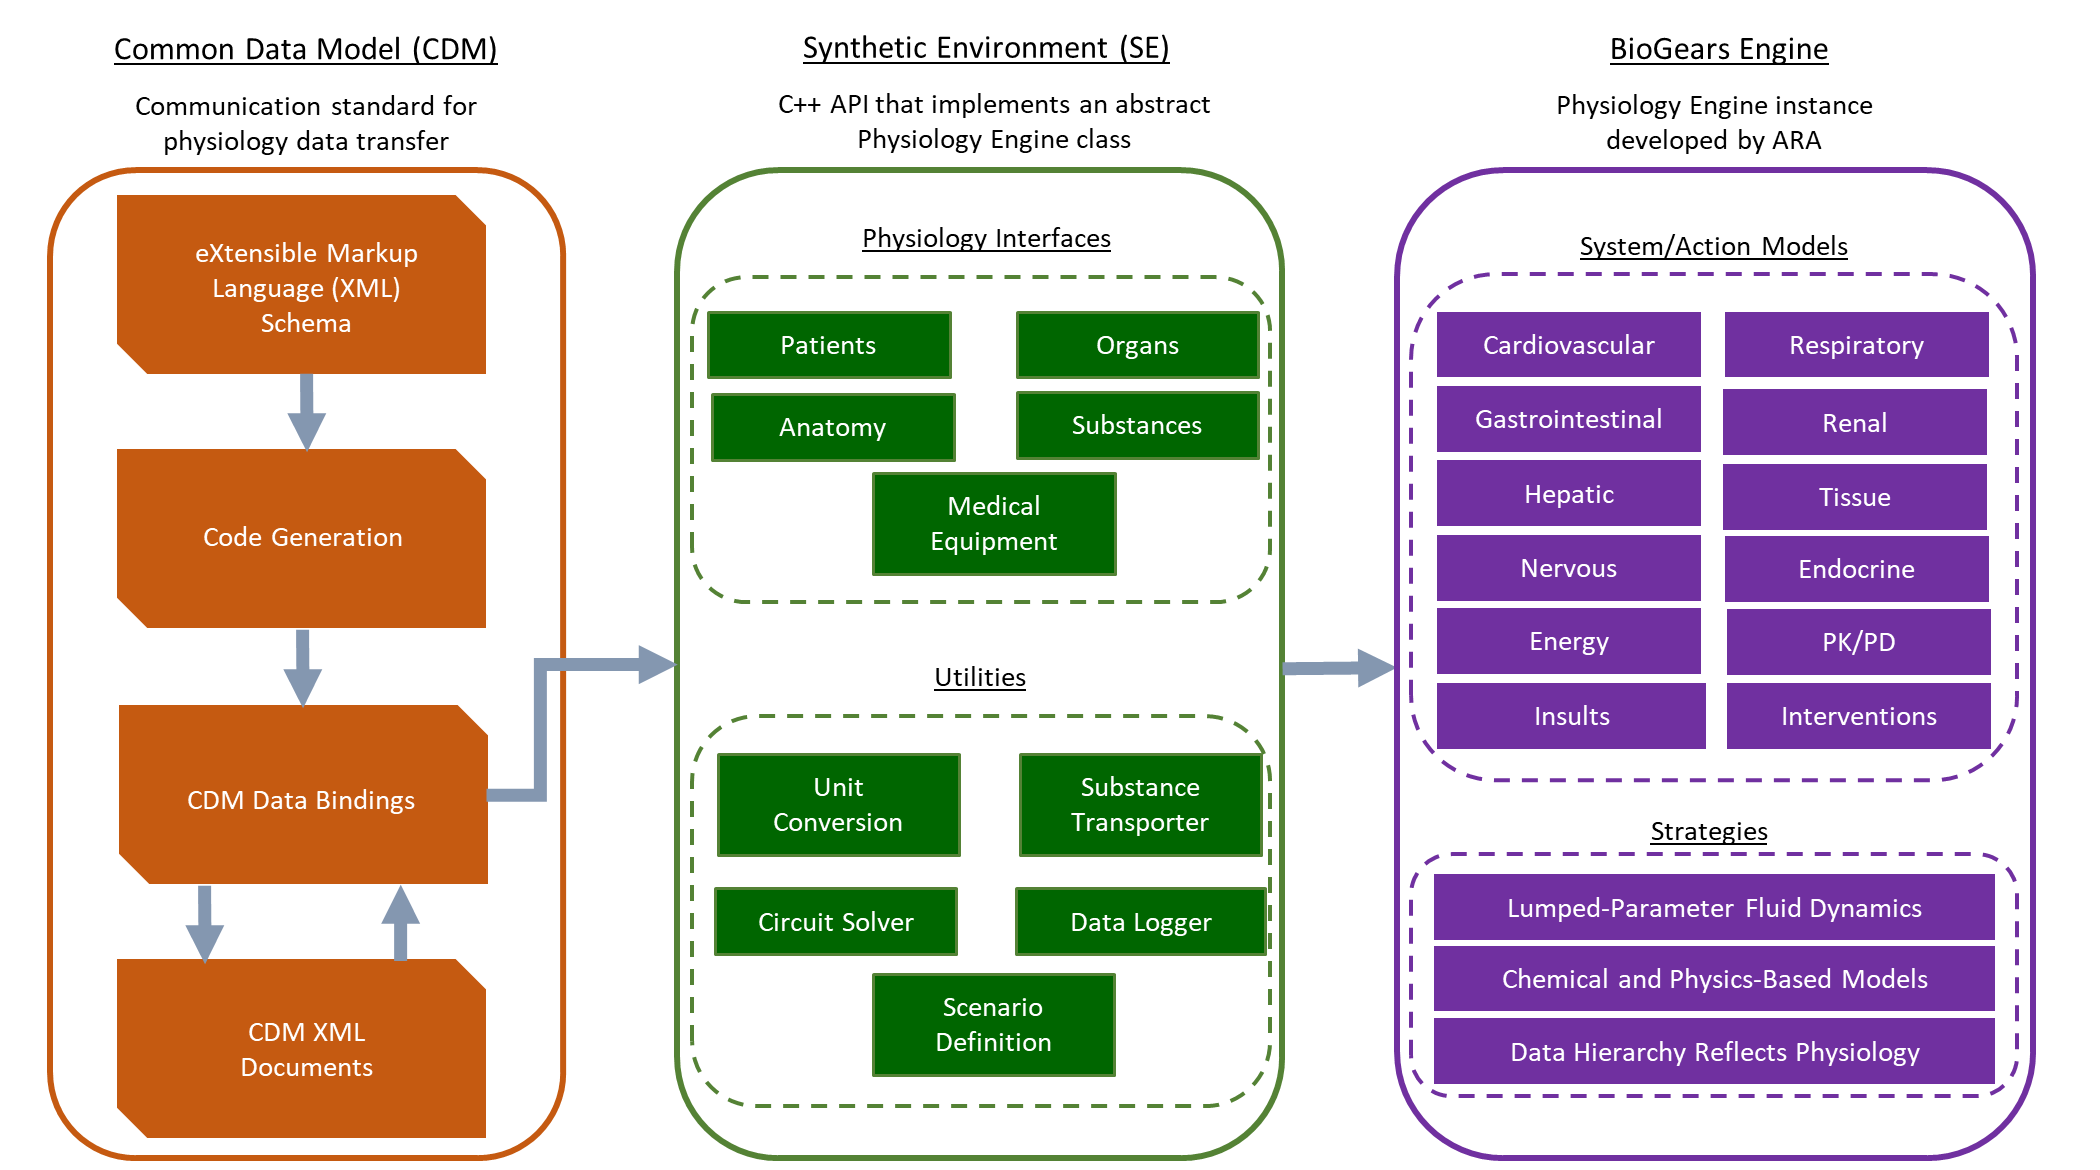 Common Data Model (CDM)
Communication standard for
physiology data transfer
eXtensible Markup
Language (XML)
Schema
Code Generation
CDM Data Bindings
CDM XML
Documents
Synthetic Environment (SE)
C++ API that implements an abstract
Physiology Engine class
Physiology Interfaces
Patients
Organs
Anatomy
Substances
Medical
Equipment
Utilities
Unit
Conversion
Substance
Transporter
Circuit Solver
Data Logger
Scenario
Definition
BioGears Engine
Physiology Engine instance
developed by ARA
System/Action Models
Cardiovascular
Respiratory
Gastrointestinal
Renal
Hepatic
Tissue
Nervous
Endocrine
Energy
PK/PD
Insults
Interventions
Strategies
Lumped-Parameter Fluid Dynamics
Chemical and Physics-Based Models
Data Hierarchy Reflects Physiology